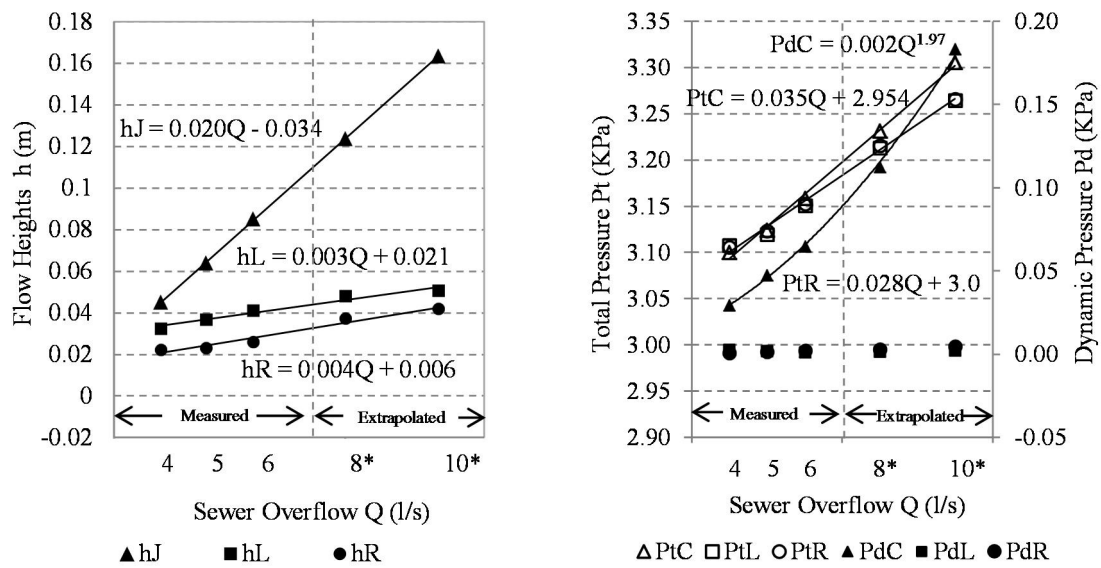 0.18
0.16
0.14
0.12
0.1
0.08
0.06
0.04
0.02
0
-0.02
Flow Heights h (m)
hJ = 0.020Q - 0.034
hL = 0.003Q + 0.021
hR = 0.004Q + 0.006
Measured
Extrapolated
4 5 6 8* 10*
Sewer Overflow Q (l/s)
hJ hL hR
3.35
3.30
3.25
3.20
3.15
3.10
3.05
3.00
2.95
2.90
Total Pressure Pt (KPa)
PdC = 0.002Q^1.97
PtC = 0.035Q + 2.954
PtR = 0.028Q + 3.0
Measured
Extrapolated
0.20
0.15
0.10
0.05
0.00
-0.05
Dynamic Pressure Pd (KPa)
4 5 6 8* 10*
Sewer Overflow Q (l/s)
PtC PtL PtR PdC PdL PdR